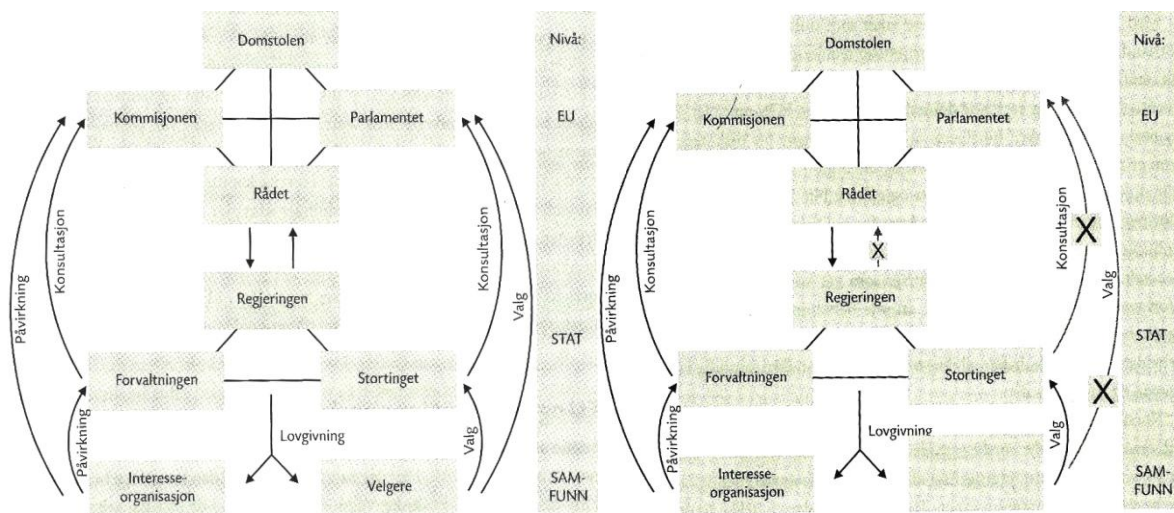 Domstolen
Nivå:
Kommisjonen
Parlamentet
EU
Rådet
Påvirkning
Konsultasjon
Konsultasjon
Valg
Regjeringen
STAT
Forvaltningen
Stortinget
Påvirkning
Lovgivning
Valg
Interesse-
organisasjon
Velgere
SAM-
FUNN
Domstolen
Nivå:
Kommisjonen
Parlamentet
EU
Rådet
Påvirkning
Konsultasjon
Konsultasjon
X
X
Valg
Regjeringen
STAT
Forvaltningen
Stortinget
X
Påvirkning
Lovgivning
Valg
Interesse-
organisasjon
SAM-
FUNN